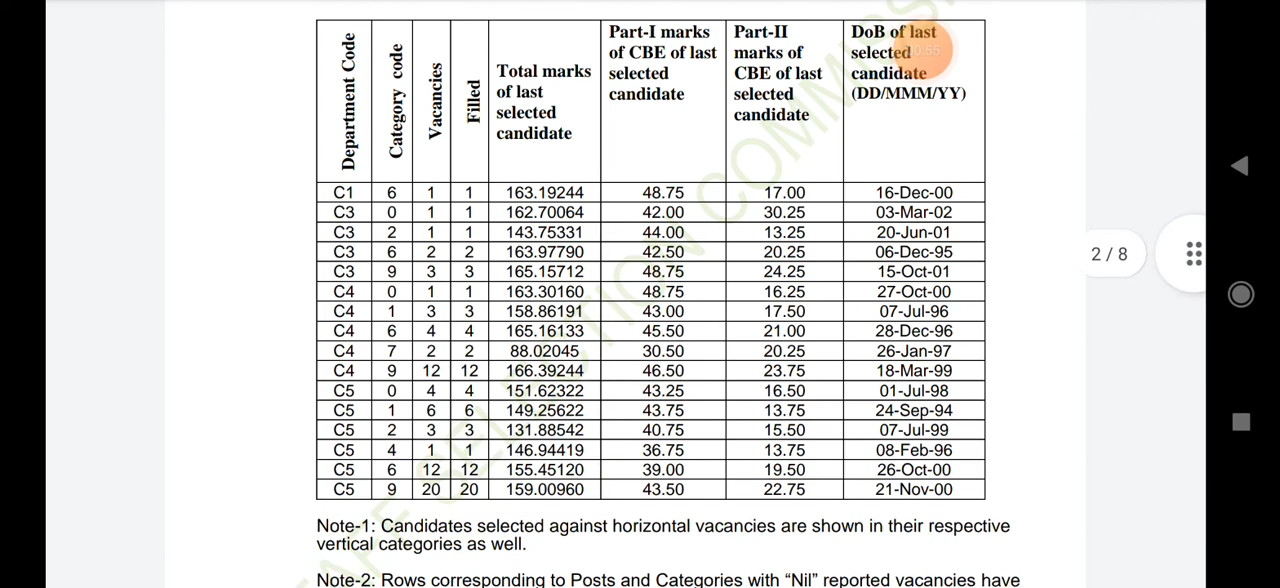 Department Code
Category code
Vacancies
Filled
Total marks
of last
selected
candidate
Part-I marks
of CBE of last
selected
candidate
Part-II
marks of
CBE of last
selected
candidate
DoB of last
selected
candidate
(DD/MMM/YY)
00:55
C1 6 1 1 163.19244 48.75 17.00 16-Dec-00
C3 0 1 1 162.70064 42.00 30.25 03-Mar-02
C3 2 1 1 143.75331 44.00 13.25 20-Jun-01
C3 6 2 2 163.97790 42.50 20.25 06-Dec-95
C3 9 3 3 165.15712 48.75 24.25 15-Oct-01
C4 0 1 1 163.30160 48.75 16.25 27-Oct-00
C4 1 3 3 158.86191 43.00 17.50 07-Jul-96
C4 6 4 4 165.16133 45.50 21.00 28-Dec-96
C4 7 2 2 88.02045 30.50 20.25 26-Jan-97
C4 9 12 12 166.39244 46.50 23.75 18-Mar-99
C5 0 4 4 151.62322 43.25 16.50 01-Jul-98
C5 1 6 6 149.25622 43.75 13.75 24-Sep-94
C5 2 3 3 131.88542 40.75 15.50 07-Jul-99
C5 4 1 1 146.94419 36.75 13.75 08-Feb-96
C5 6 12 12 155.45120 39.00 19.50 26-Oct-00
C5 9 20 20 159.00960 43.50 22.75 21-Nov-00
Note-1: Candidates selected against horizontal vacancies are shown in their respective
vertical categories as well.
Note-2: Rows corresponding to Posts and Categories with “Nil” reported vacancies have
2 / 8